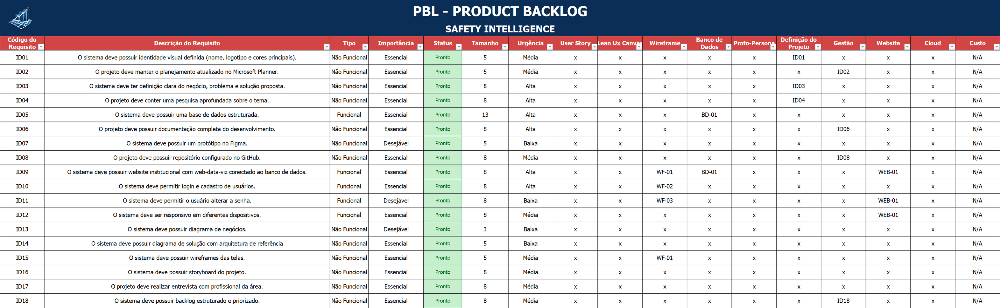 PBL - PRODUCT BACKLOG
SAFETY INTELLIGENCE
Código do Requisito Descrição do Requisito Tipo Importância Status Tamanho Urgência User Story Lean Ux Canvas Wireframe Banco de Dados Proto-Persona Definição do Projeto Gestão Website Cloud Custo
ID01 O sistema deve possuir identidade visual definida (nome, logotipo e cores principais). Não Funcional Essencial Pronto 5 Média x x x x x ID01 x x x N/A
ID02 O projeto deve manter o planejamento atualizado no Microsoft Planner. Não Funcional Essencial Pronto 5 Média x x x x x x ID02 x x N/A
ID03 O sistema deve ter definição clara do negócio, problema e solução proposta. Não Funcional Essencial Pronto 8 Alta x x x x x ID03 x x x N/A
ID04 O projeto deve conter uma pesquisa aprofundada sobre o tema. Não Funcional Essencial Pronto 8 Alta x x x x x ID04 x x x N/A
ID05 O sistema deve possuir uma base de dados estruturada. Funcional Essencial Pronto 13 Alta x x x BD-01 x x x x x N/A
ID06 O projeto deve possuir documentação completa do desenvolvimento. Não Funcional Essencial Pronto 8 Alta x x x x x x ID06 x x N/A
ID07 O sistema deve possuir um protótipo no Figma. Não Funcional Desejável Pronto 5 Baixa x x x x x x x x x N/A
ID08 O projeto deve possuir repositório configurado no GitHub. Não Funcional Essencial Pronto 8 Média x x x x x x ID08 x x N/A
ID09 O sistema deve possuir website institucional com web-data-viz conectado ao banco de dados. Funcional Essencial Pronto 8 Alta x x WF-01 BD-01 x x x WEB-01 x N/A
ID10 O sistema deve permitir login e cadastro de usuários. Funcional Essencial Pronto 8 Alta x x WF-02 x x x x x x N/A
ID11 O sistema deve permitir o usuário alterar a senha. Funcional Desejável Pronto 8 Baixa x x WF-03 x x x x WEB-01 x N/A
ID12 O sistema deve ser responsivo em diferentes dispositivos. Funcional Essencial Pronto 8 Média x x x x x x x WEB-01 x N/A
ID13 O sistema deve possuir diagrama de negócios. Não Funcional Desejável Pronto 3 Baixa x x x x x x x x x N/A
ID14 O sistema deve possuir diagrama de solução com arquitetura de referência Não Funcional Essencial Pronto 5 Baixa x x x x x x x x x N/A
ID15 O sistema deve possuir wireframes das telas. Não Funcional Essencial Pronto 5 Média x x WF-01 x x x x x x N/A
ID16 O sistema deve possuir storyboard do projeto. Não Funcional Essencial Pronto 8 Média x x x x x x x x x N/A
ID17 O projeto deve realizar entrevista com profissional da área. Não Funcional Essencial Pronto 8 Média x x x x x x x x x N/A
ID18 O sistema deve possuir backlog estruturado e priorizado. Não Funcional Essencial Pronto 8 Média x x x x x x ID18 x x N/A